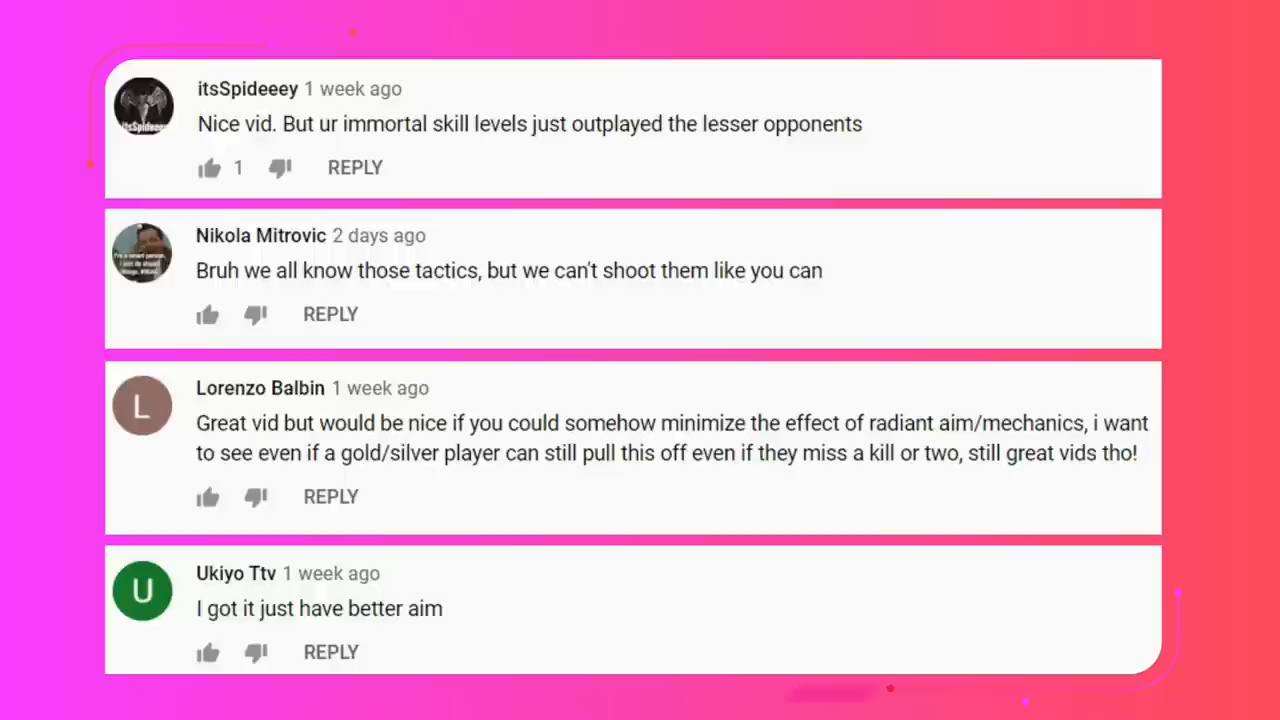 itsSpideeey 1 week ago
Nice vid. But ur immortal skill levels just outplayed the lesser opponents
1 REPLY
Nikola Mitrovic 2 days ago
Bruh we all know those tactics, but we can't shoot them like you can
REPLY
L
Lorenzo Balbin 1 week ago
Great vid but would be nice if you could somehow minimize the effect of radiant aim/mechanics, i want
to see even if a gold/silver player can still pull this off even if they miss a kill or two, still great vids tho!
REPLY
U
Ukiyo Ttv 1 week ago
I got it just have better aim
REPLY